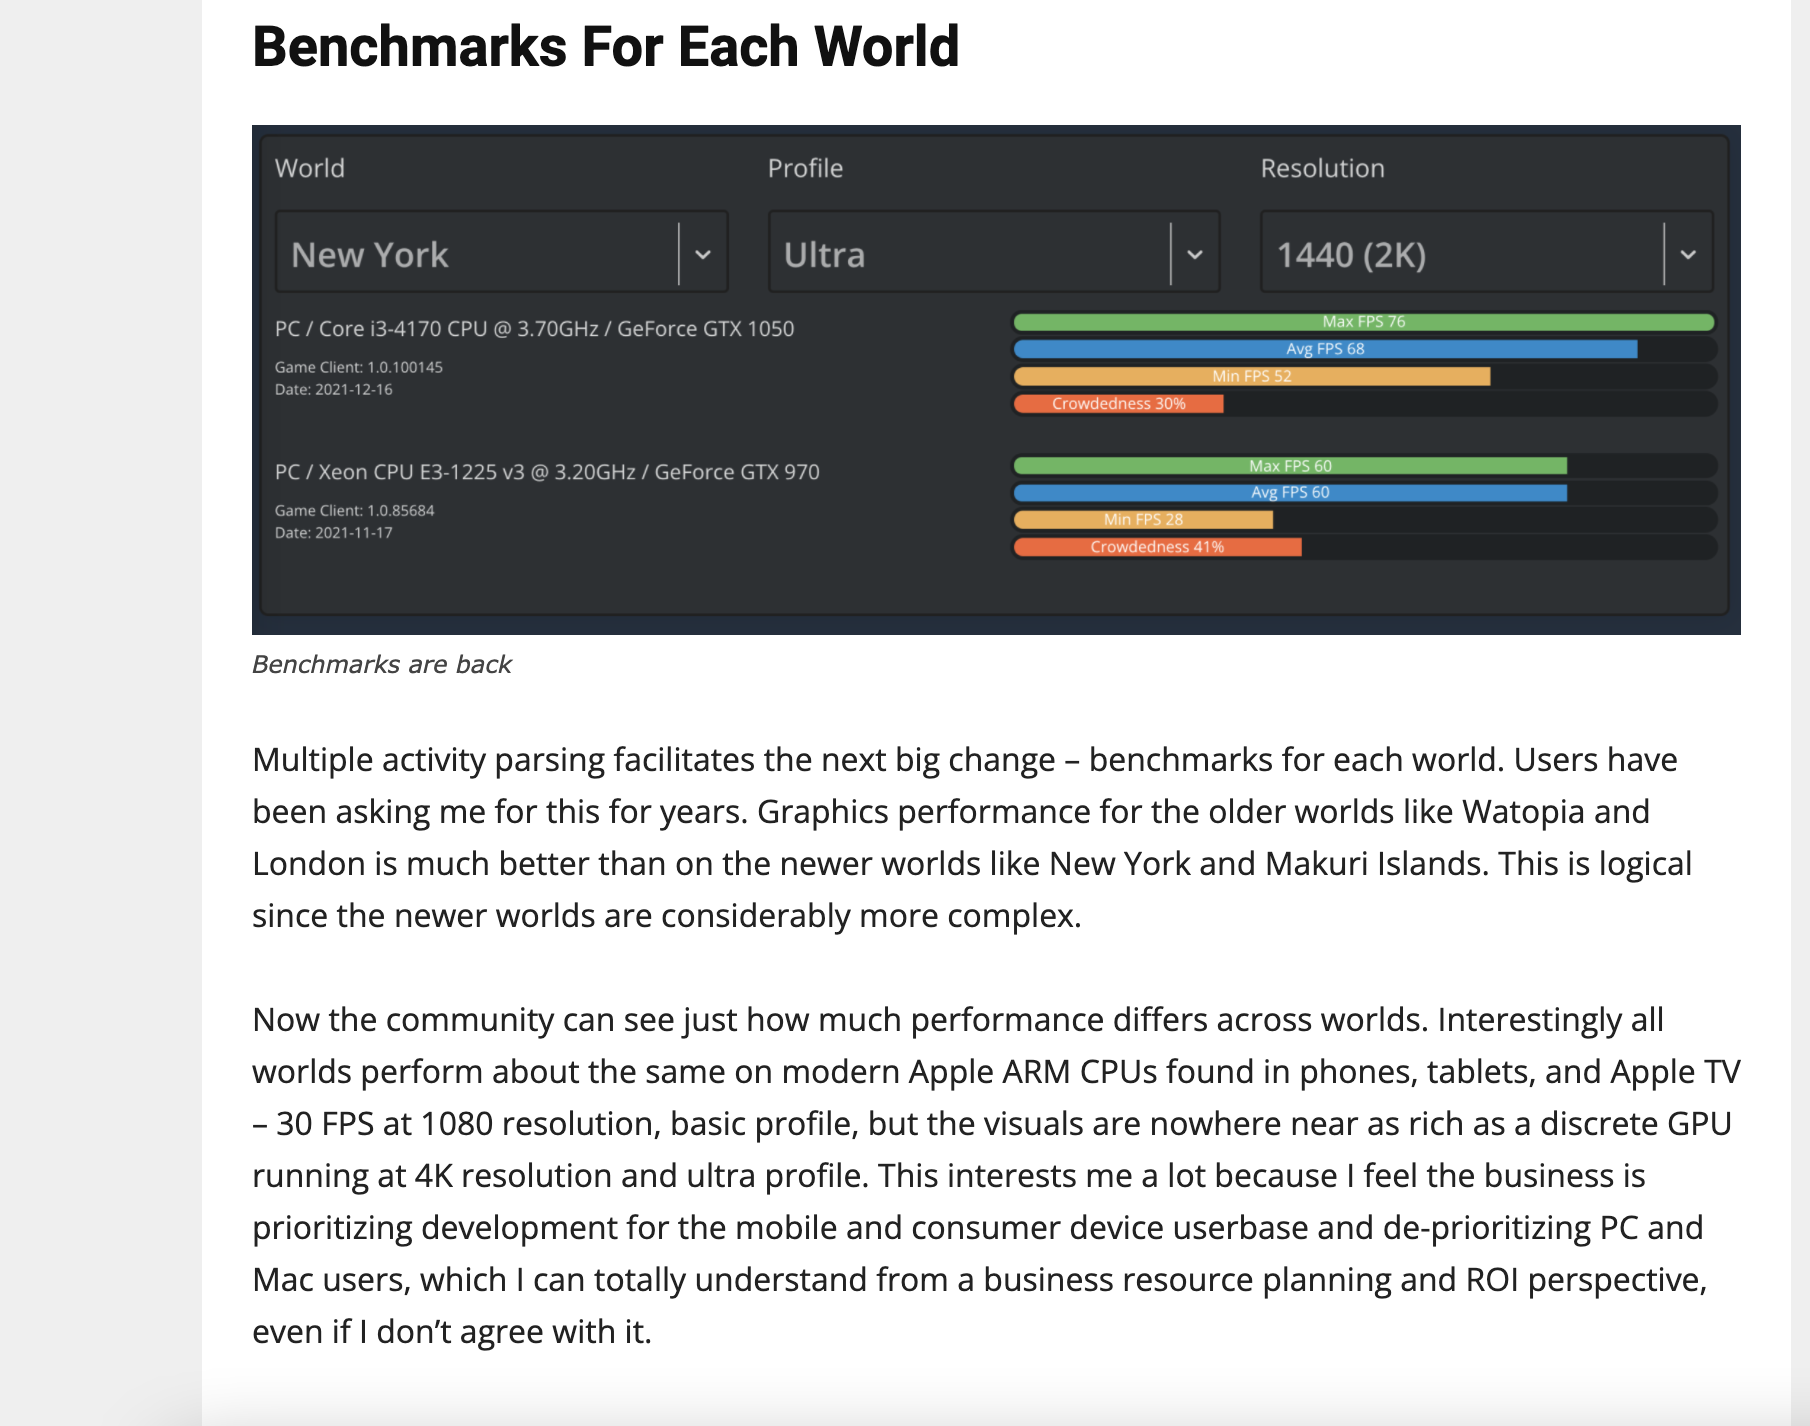 Benchmarks For Each World
World
Profile
Resolution
New York
Ultra
1440 (2K)
PC / Core i3-4170 CPU @ 3.70GHz / GeForce GTX 1050
Game Client: 1.0.100145
Date: 2021-12-16
Max FPS 76
Avg FPS 68
Min FPS 52
Crowdedness 30%
PC / Xeon CPU E3-1225 v3 @ 3.20GHz / GeForce GTX 970
Game Client: 1.0.85684
Date: 2021-11-17
Max FPS 60
Avg FPS 60
Min FPS 28
Crowdedness 41%
Benchmarks are back
Multiple activity parsing facilitates the next big change – benchmarks for each world. Users have
been asking me for this for years. Graphics performance for the older worlds like Watopia and
London is much better than on the newer worlds like New York and Makuri Islands. This is logical
since the newer worlds are considerably more complex.
Now the community can see just how much performance differs across worlds. Interestingly all
worlds perform about the same on modern Apple ARM CPUs found in phones, tablets, and Apple TV
– 30 FPS at 1080 resolution, basic profile, but the visuals are nowhere near as rich as a discrete GPU
running at 4K resolution and ultra profile. This interests me a lot because I feel the business is
prioritizing development for the mobile and consumer device userbase and de-prioritizing PC and
Mac users, which I can totally understand from a business resource planning and ROI perspective,
even if I don’t agree with it.